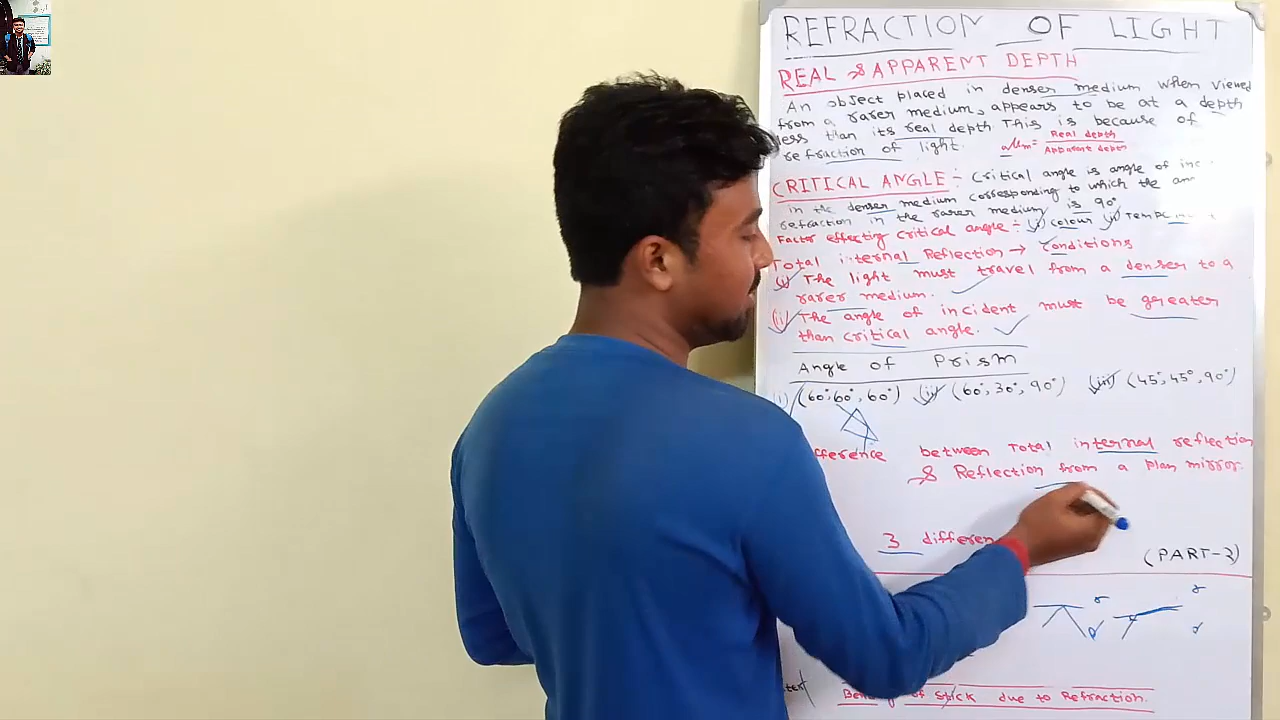 REFRACTION OF LIGHT
REAL & APPARENT DEPTH
An object placed in denser medium when viewed
from a rarer medium, appears to be at a depth
less than its real depth. This is because of
refraction of light. aμm = Real depth / Apparent depth
CRITICAL ANGLE :- Critical angle is angle of inc
in the denser medium corresponding to which the an
refraction in the rarer medium is 90°
Factor effecting critical angle :- (i) colour (ii) Temp
Total internal Reflection → Conditions
(i) The light must travel from a denser to a
rarer medium.
(ii) The angle of incident must be greater
than critical angle.
Angle of Prism
(i) (60°, 60°, 60°) (ii) (60°, 30°, 90°) (iii) (45°, 45°, 90°)
fference between Total internal reflection
& Reflection from a plan mirror.
3 differen
(PART-2)
r r
d d
Bending of stick due to Refraction.